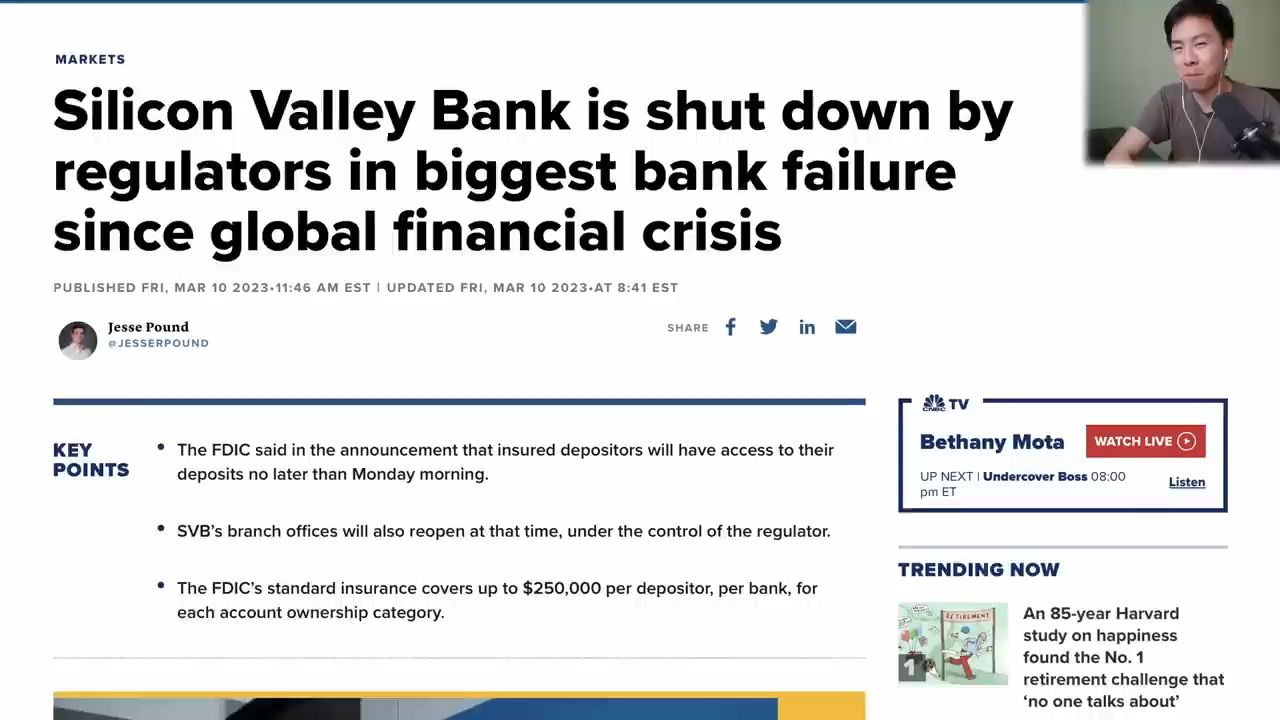 MARKETS
Silicon Valley Bank is shut down by
regulators in biggest bank failure
since global financial crisis
PUBLISHED FRI, MAR 10 2023•11:46 AM EST | UPDATED FRI, MAR 10 2023•AT 8:41 EST
Jesse Pound
@JESSERPOUND
SHARE
KEY
POINTS
• The FDIC said in the announcement that insured depositors will have access to their
deposits no later than Monday morning.
• SVB’s branch offices will also reopen at that time, under the control of the regulator.
• The FDIC’s standard insurance covers up to $250,000 per depositor, per bank, for
each account ownership category.
CNBC TV
Bethany Mota
WATCH LIVE
UP NEXT | Undercover Boss 08:00
pm ET
Listen
TRENDING NOW
RETIREMENT
1
An 85-year Harvard
study on happiness
found the No. 1
retirement challenge that
‘no one talks about’